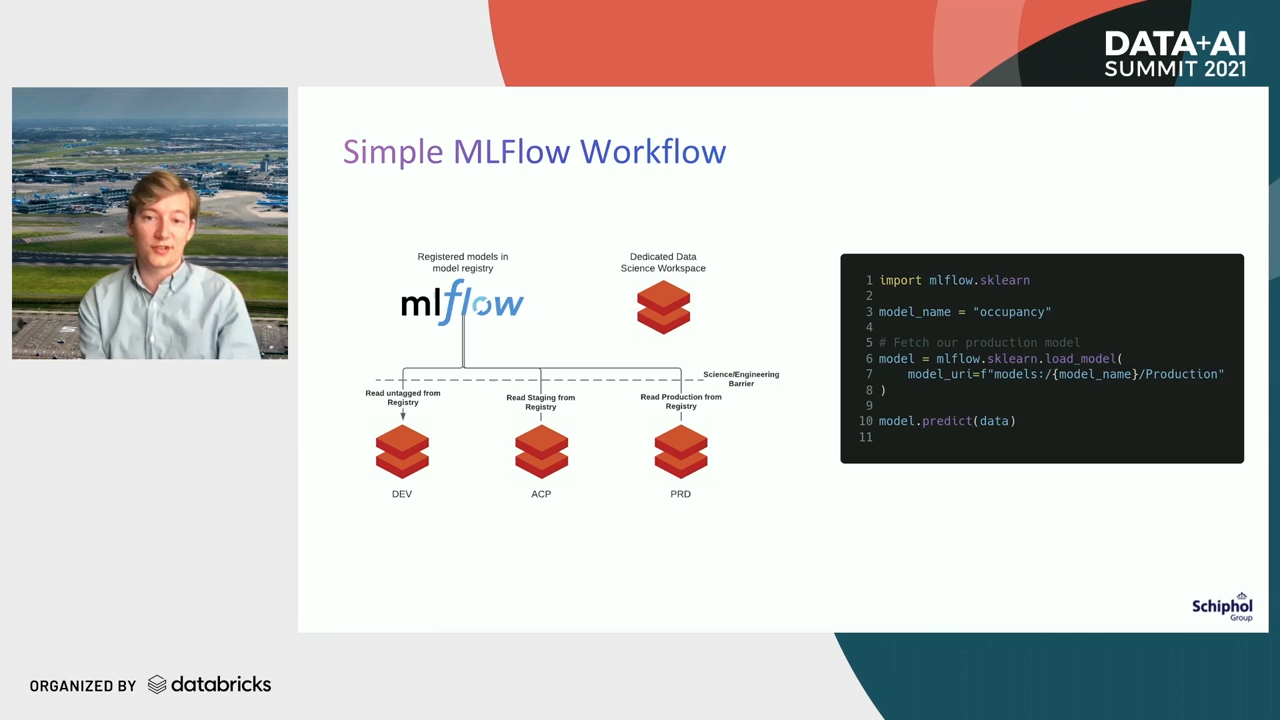 DATA+AI
SUMMIT 2021
Simple MLFlow Workflow
Registered models in
model registry
mlflow
Dedicated Data
Science Workspace
Science/Engineering
Barrier
Read untagged from
Registry
Read Staging from
Registry
Read Production from
Registry
DEV
ACP
PRD
1 import mlflow.sklearn
2
3 model_name = "occupancy"
4
5 # Fetch our production model
6 model = mlflow.sklearn.load_model(
7 model_uri=f"models:/{model_name}/Production"
8 )
9
10 model.predict(data)
11
Schiphol
Group
ORGANIZED BY databricks